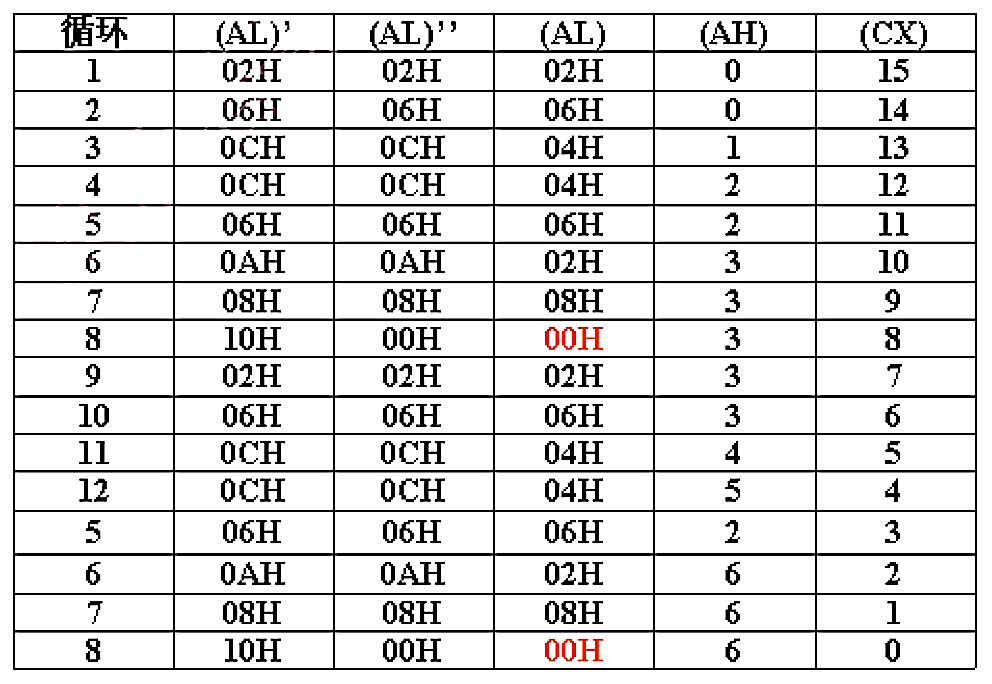 循环 (AL)’ (AL)’’ (AL) (AH) (CX)
1 02H 02H 02H 0 15
2 06H 06H 06H 0 14
3 0CH 0CH 04H 1 13
4 0CH 0CH 04H 2 12
5 06H 06H 06H 2 11
6 0AH 0AH 02H 3 10
7 08H 08H 08H 3 9
8 10H 00H 00H 3 8
9 02H 02H 02H 3 7
10 06H 06H 06H 3 6
11 0CH 0CH 04H 4 5
12 0CH 0CH 04H 5 4
5 06H 06H 06H 2 3
6 0AH 0AH 02H 6 2
7 08H 08H 08H 6 1
8 10H 00H 00H 6 0